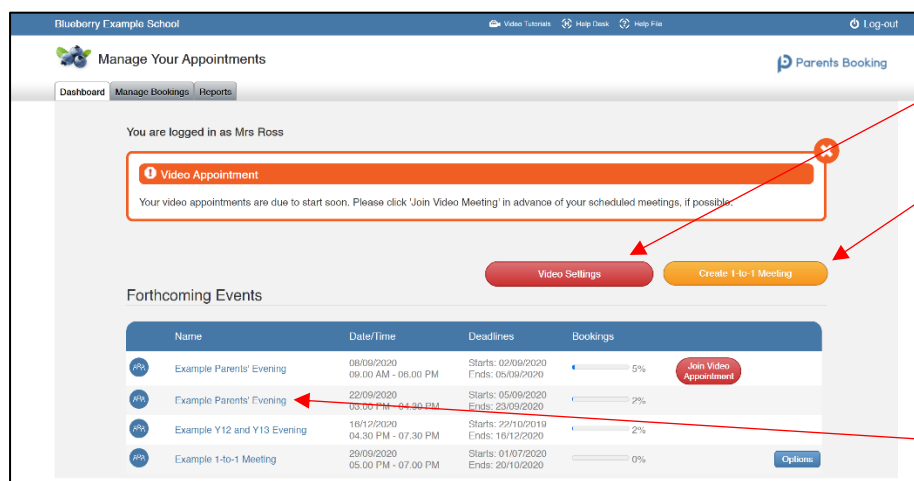 Blueberry Example School Video Tutorials Help Desk Help File Log-out
Manage Your Appointments
Parents Booking
Dashboard Manage Bookings Reports
You are logged in as Mrs Ross
Video Appointment
Your video appointments are due to start soon. Please click 'Join Video Meeting' in advance of your scheduled meetings, if possible.
Video Settings Create 1-to-1 Meeting
Forthcoming Events
Name Date/Time Deadlines Bookings
Example Parents' Evening 08/09/2020 09.00 AM - 06.00 PM Starts: 02/09/2020 Ends: 05/09/2020 5% Join Video Appointment
Example Parents' Evening 22/09/2020 03.00 PM - 04.30 PM Starts: 05/09/2020 Ends: 23/09/2020 2%
Example Y12 and Y13 Evening 16/12/2020 04.30 PM - 07.30 PM Starts: 22/10/2019 Ends: 16/12/2020 2%
Example 1-to-1 Meeting 29/09/2020 05.00 PM - 07.00 PM Starts: 01/07/2020 Ends: 20/10/2020 0% Options